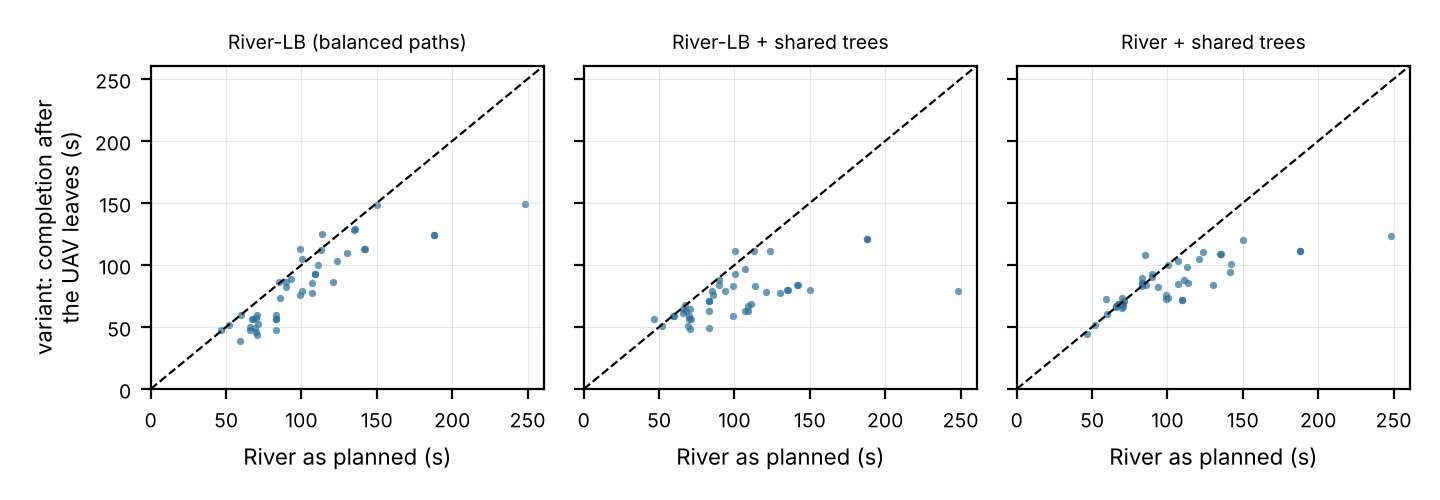 River-LB (balanced paths)
River-LB + shared trees
River + shared trees
variant: completion after
the UAV leaves (s)
250
200
150
100
50
0
0 50 100 150 200 250
0 50 100 150 200 250
0 50 100 150 200 250
River as planned (s)
River as planned (s)
River as planned (s)